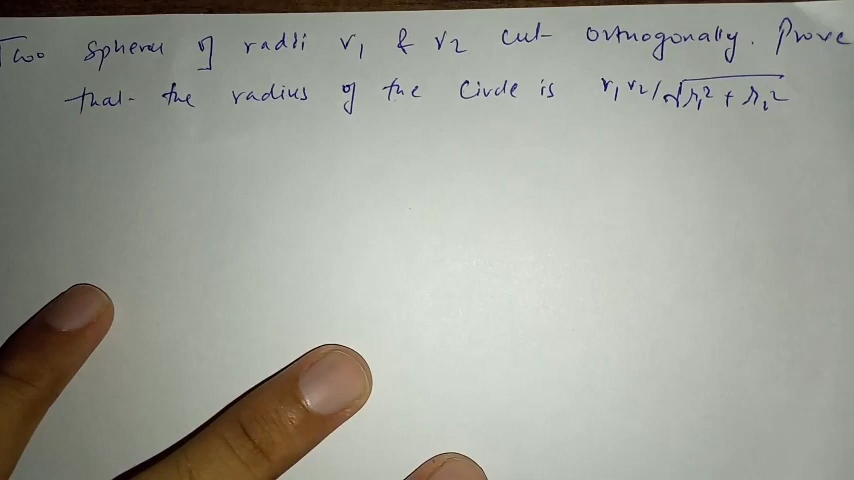 Two spheres of radii r₁ & r₂ cut orthogonally. Prove
that the radius of the circle is r₁r₂/√r₁² + r₂²